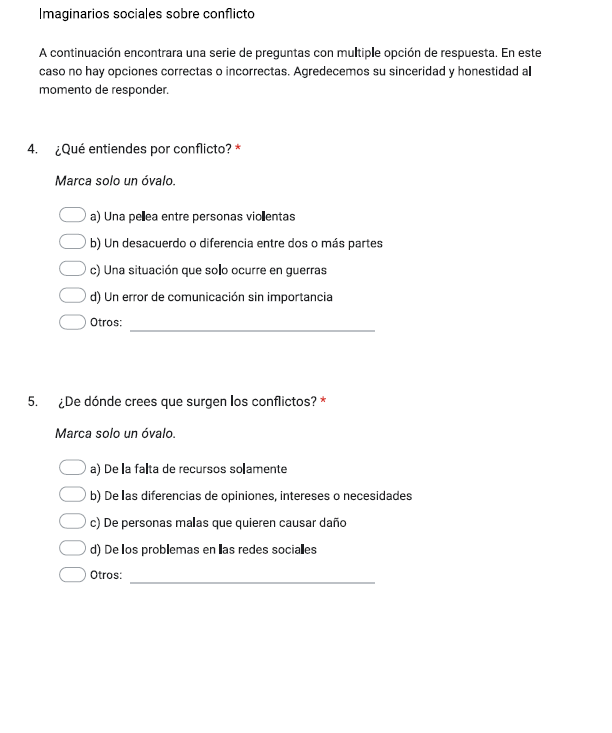 Imaginarios sociales sobre conflicto
A continuación encontrara una serie de preguntas con multiple opción de respuesta. En este
caso no hay opciones correctas o incorrectas. Agredecemos su sinceridad y honestidad al
momento de responder.
4. ¿Qué entiendes por conflicto? *
Marca solo un óvalo.
a) Una pelea entre personas violentas
b) Un desacuerdo o diferencia entre dos o más partes
c) Una situación que solo ocurre en guerras
d) Un error de comunicación sin importancia
Otros:
5. ¿De dónde crees que surgen los conflictos? *
Marca solo un óvalo.
a) De la falta de recursos solamente
b) De las diferencias de opiniones, intereses o necesidades
c) De personas malas que quieren causar daño
d) De los problemas en las redes sociales
Otros: